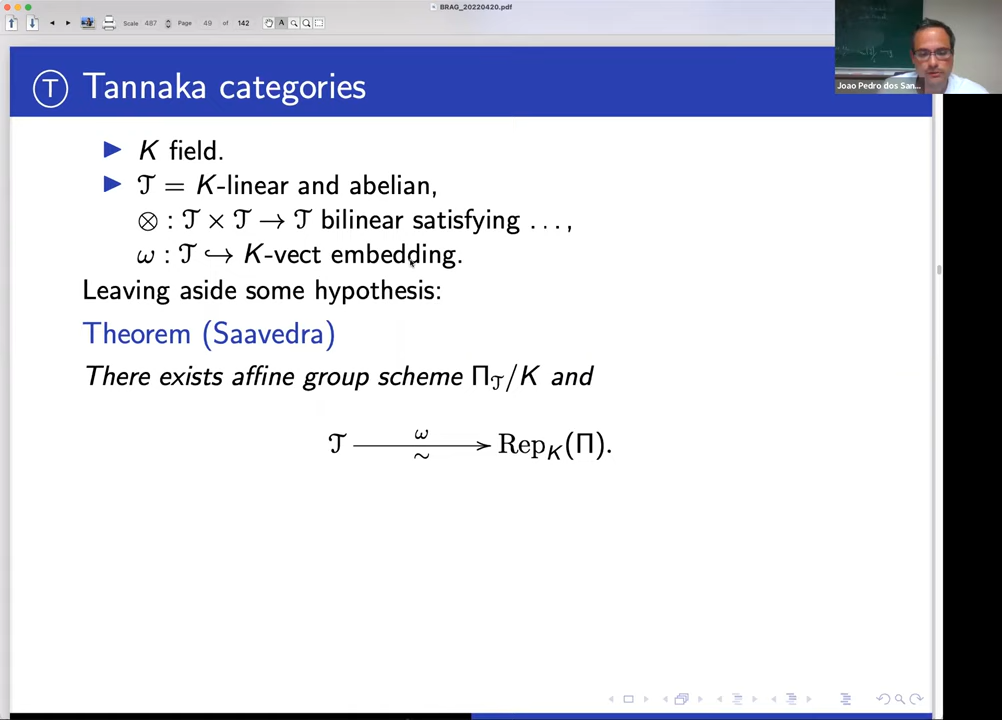 BRAG_20220420.pdf
Scale 487 Page 49 of 142
Joao Pedro dos San...
T Tannaka categories
▶ K field.
▶ 𝒯 = K-linear and abelian,
⊗ : 𝒯 × 𝒯 → 𝒯 bilinear satisfying . . . ,
ω : 𝒯 ↪ K-vect embedding.
Leaving aside some hypothesis:
Theorem (Saavedra)
There exists affine group scheme Π_𝒯/K and
𝒯 —ω/∼→ Rep_K(Π).